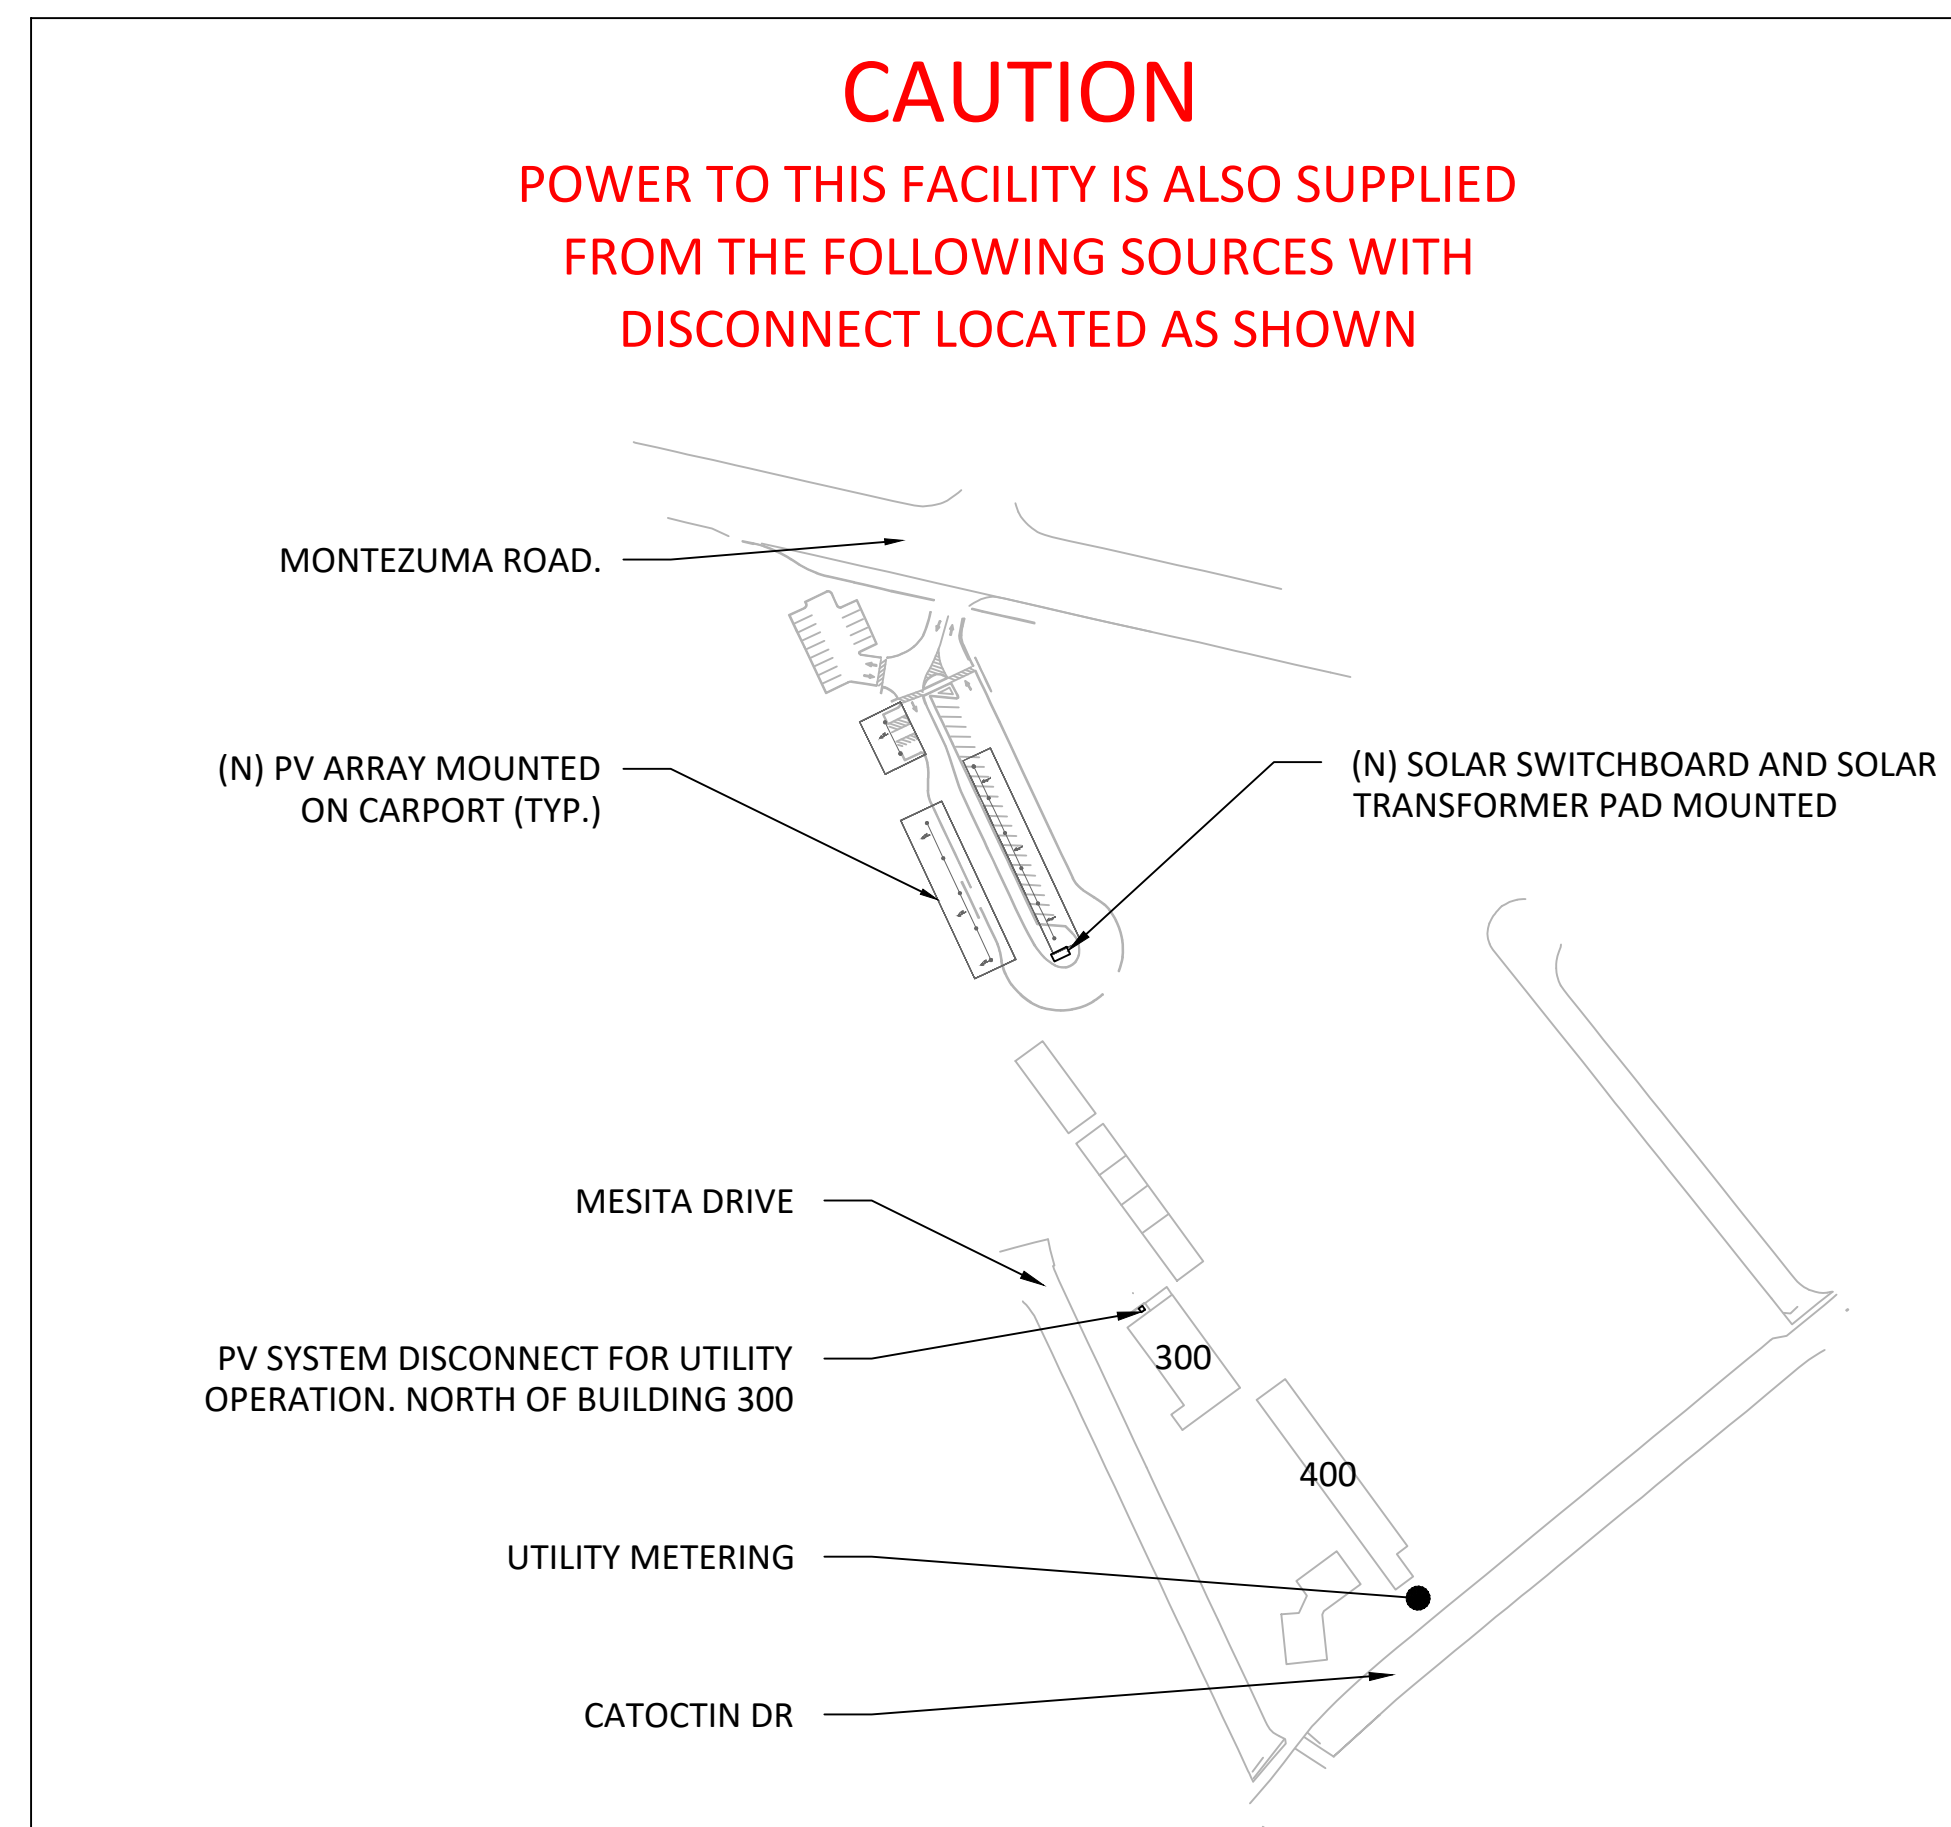 CAUTION
POWER TO THIS FACILITY IS ALSO SUPPLIED
FROM THE FOLLOWING SOURCES WITH
DISCONNECT LOCATED AS SHOWN
MONTEZUMA ROAD.
(N) PV ARRAY MOUNTED
ON CARPORT (TYP.)
(N) SOLAR SWITCHBOARD AND SOLAR
TRANSFORMER PAD MOUNTED
MESITA DRIVE
PV SYSTEM DISCONNECT FOR UTILITY
OPERATION. NORTH OF BUILDING 300
300
400
UTILITY METERING
CATOCTIN DR